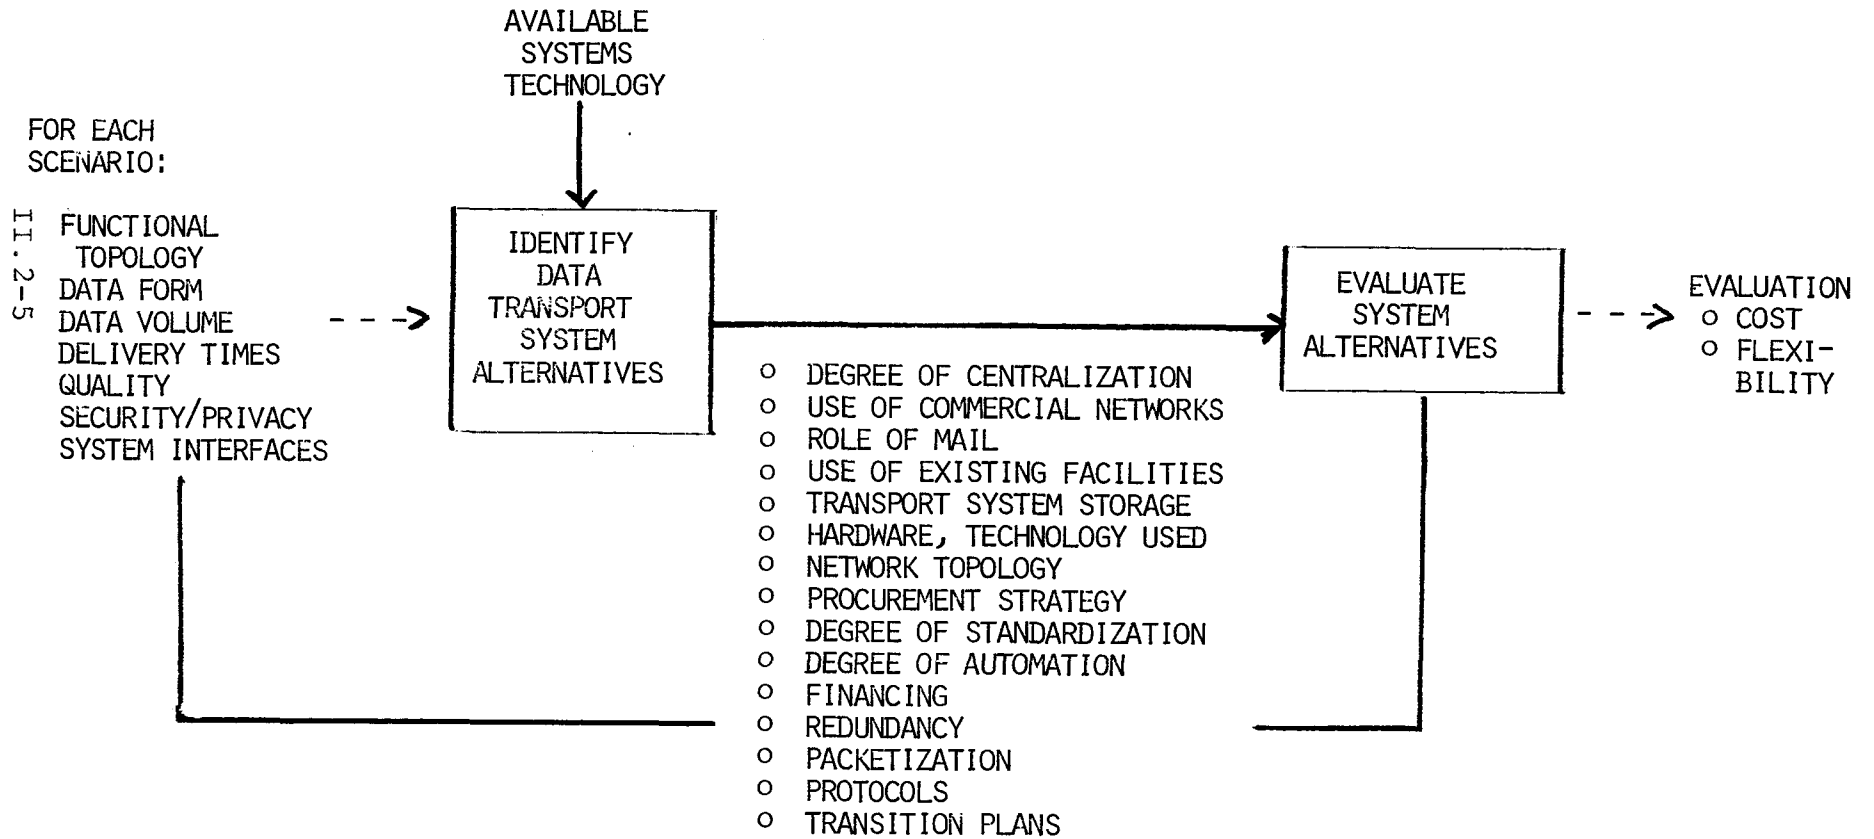 AVAILABLE
SYSTEMS
TECHNOLOGY
FOR EACH
SCENARIO:
II.2-5
FUNCTIONAL
TOPOLOGY
DATA FORM
DATA VOLUME
DELIVERY TIMES
QUALITY
SECURITY/PRIVACY
SYSTEM INTERFACES
IDENTIFY
DATA
TRANSPORT
SYSTEM
ALTERNATIVES
o DEGREE OF CENTRALIZATION
o USE OF COMMERCIAL NETWORKS
o ROLE OF MAIL
o USE OF EXISTING FACILITIES
o TRANSPORT SYSTEM STORAGE
o HARDWARE, TECHNOLOGY USED
o NETWORK TOPOLOGY
o PROCUREMENT STRATEGY
o DEGREE OF STANDARDIZATION
o DEGREE OF AUTOMATION
o FINANCING
o REDUNDANCY
o PACKETIZATION
o PROTOCOLS
o TRANSITION PLANS
EVALUATE
SYSTEM
ALTERNATIVES
EVALUATION
o COST
o FLEXI-
BILITY